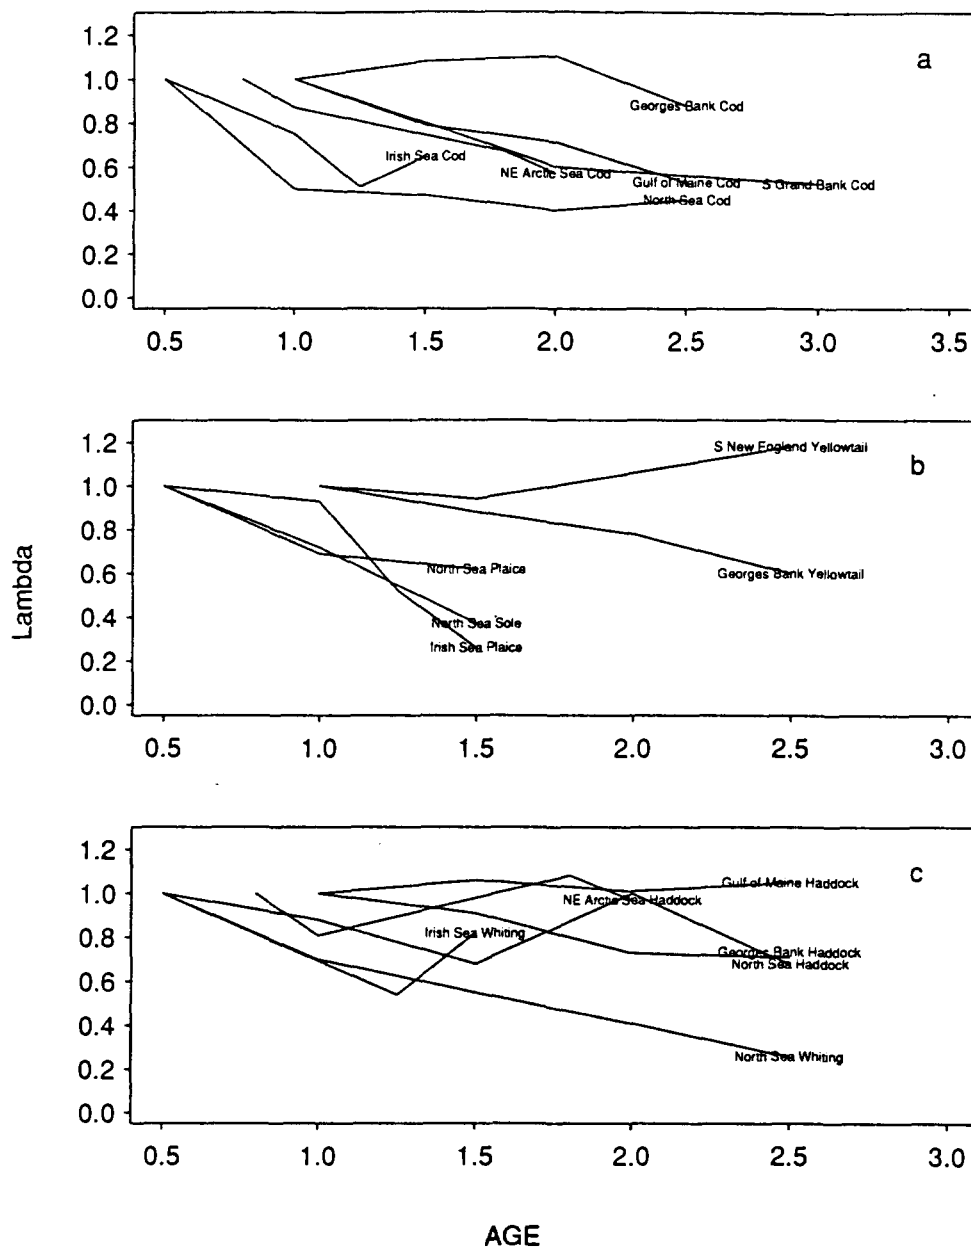 a
1.2
1.0
0.8
0.6
0.4
0.2
0.0
Georges Bank Cod
Irish Sea Cod
NE Arctic Sea Cod
Gulf of Maine Cod
S Grand Bank Cod
North Sea Cod
0.5 1.0 1.5 2.0 2.5 3.0 3.5
Lambda
b
1.2
1.0
0.8
0.6
0.4
0.2
0.0
S New England Yellowtail
North Sea Plaice
Georges Bank Yellowtail
North Sea Sole
Irish Sea Plaice
0.5 1.0 1.5 2.0 2.5 3.0
c
1.2
1.0
0.8
0.6
0.4
0.2
0.0
Gulf of Maine Haddock
NE Arctic Sea Haddock
Irish Sea Whiting
Georges Bank Haddock
North Sea Haddock
North Sea Whiting
0.5 1.0 1.5 2.0 2.5 3.0
AGE